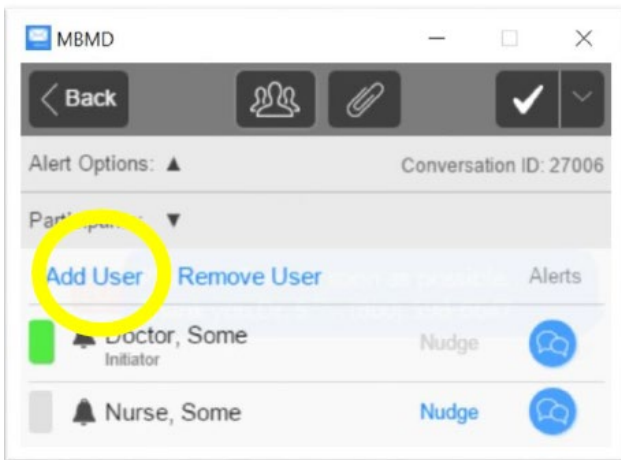 MBMD
Back
Alert Options: ▲ Conversation ID: 27006
▼
Add User Remove User Alerts
Doctor, Some Nudge
Initiator
Nurse, Some Nudge